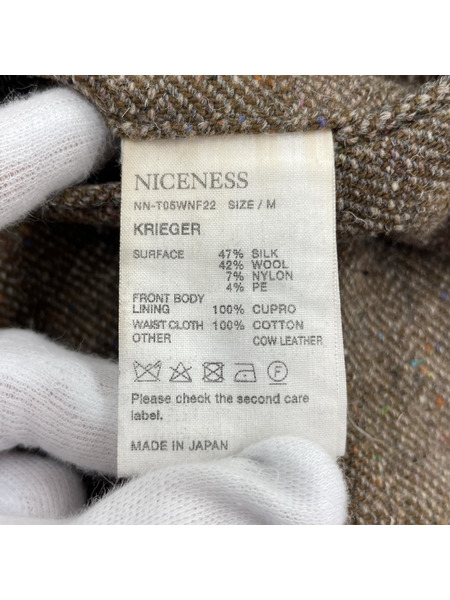 NICENESS
NN-T05WNF22 SIZE / M
KRIEGER
SURFACE 47% SILK
42% WOOL
7% NYLON
4% PE
FRONT BODY
LINING 100% CUPRO
WAIST CLOTH 100% COTTON
OTHER COW LEATHER
F
Please check the second care
label.
MADE IN JAPAN